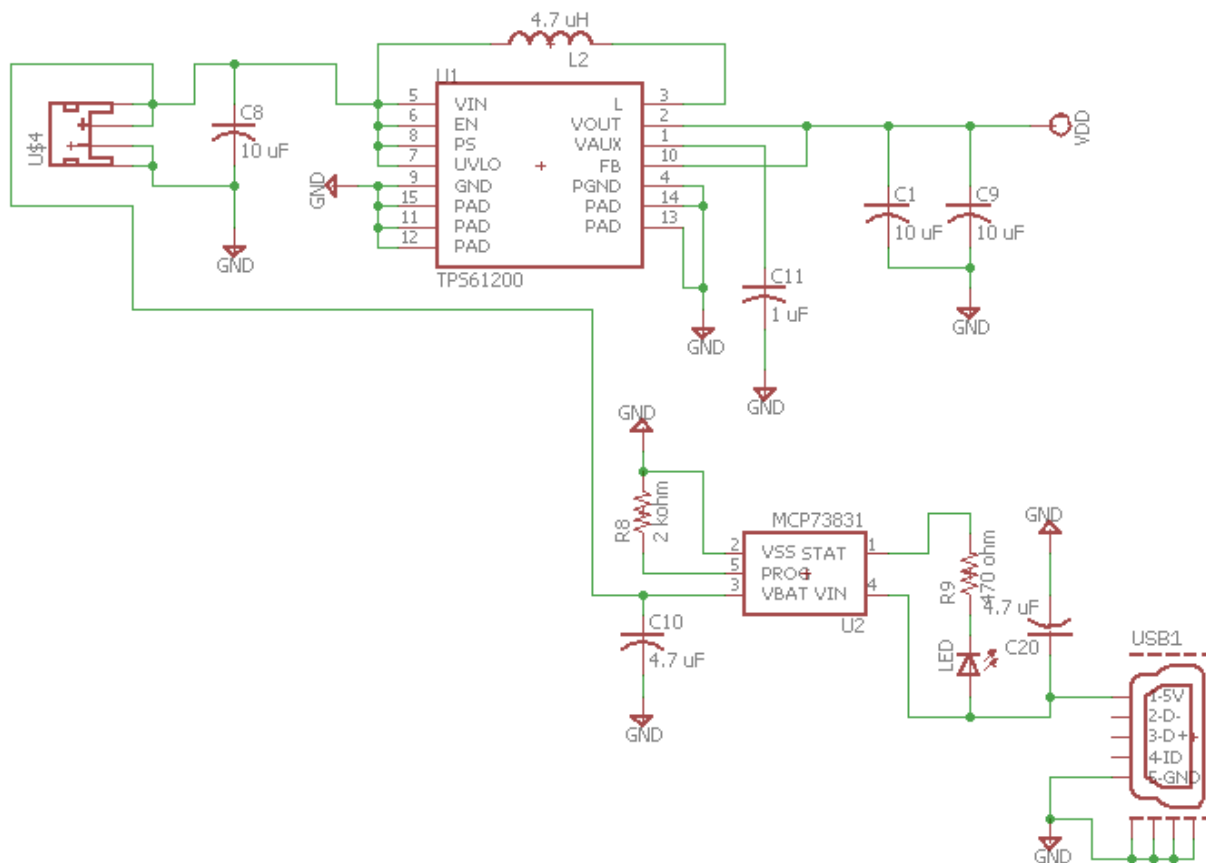 4.7 uH
L2
U$4
C8
10 uF
GND
U1
5 VIN
6 EN
8 PS
7 UVLO
9 GND
15 PAD
11 PAD
12 PAD
L 3
VOUT 2
VAUX 1
FB 10
PGND 4
PAD 14
PAD 13
TPS61200
GND
GND
C11
1 uF
GND
C1
10 uF
C9
10 uF
GND
VDD
GND
R8
2 kohm
MCP73831
2 VSS STAT 1
5 PROG
3 VBAT VIN 4
U2
C10
4.7 uF
GND
R9
470 ohm
LED
GND
4.7 uF
C20
USB1
1-5V
2-D-
3-D+
4-ID
5-GND
GND